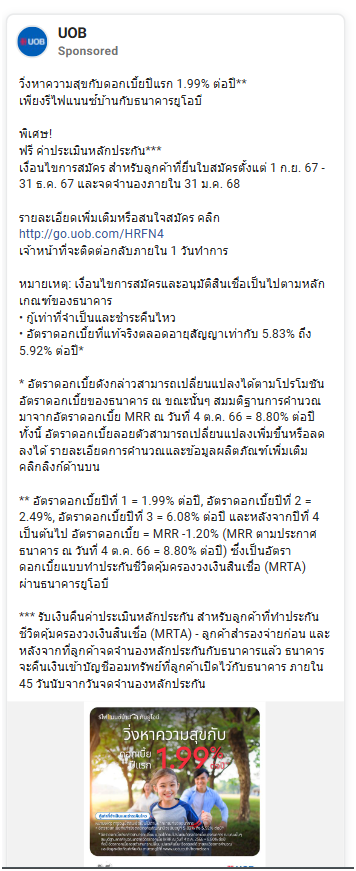 UOB
Sponsored
วิ่งหาความสุขกับดอกเบี้ยปีแรก 1.99% ต่อปี**
เพียงรีไฟแนนซ์บ้านกับธนาคารยูโอบี
พิเศษ!
ฟรี ค่าประเมินหลักประกัน***
เงื่อนไขการสมัคร สำหรับลูกค้าที่ยื่นใบสมัครตั้งแต่ 1 ก.ย. 67 -
31 ธ.ค. 67 และจดจำนองภายใน 31 ม.ค. 68
รายละเอียดเพิ่มเติมหรือสนใจสมัคร คลิก
http://go.uob.com/HRFN4
เจ้าหน้าที่จะติดต่อกลับภายใน 1 วันทำการ
หมายเหตุ: เงื่อนไขการสมัครและอนุมัติสินเชื่อเป็นไปตามหลัก
เกณฑ์ของธนาคาร
• กู้เท่าที่จำเป็นและชำระคืนไหว
• อัตราดอกเบี้ยที่แท้จริงตลอดอายุสัญญาเท่ากับ 5.83% ถึง
5.92% ต่อปี*
* อัตราดอกเบี้ยดังกล่าวสามารถเปลี่ยนแปลงได้ตามโปรโมชัน
อัตราดอกเบี้ยของธนาคาร ณ ขณะนั้นๆ สมมติฐานการคำนวณ
มาจากอัตราดอกเบี้ย MRR ณ วันที่ 4 ต.ค. 66 = 8.80% ต่อปี
ทั้งนี้ อัตราดอกเบี้ยลอยตัวสามารถเปลี่ยนแปลงเพิ่มขึ้นหรือลด
ลงได้ รายละเอียดการคำนวณและข้อมูลผลิตภัณฑ์เพิ่มเติม
คลิกลิงก์ด้านบน
** อัตราดอกเบี้ยปีที่ 1 = 1.99% ต่อปี, อัตราดอกเบี้ยปีที่ 2 =
2.49%, อัตราดอกเบี้ยปีที่ 3 = 6.08% ต่อปี และหลังจากปีที่ 4
เป็นต้นไป อัตราดอกเบี้ย = MRR -1.20% (MRR ตามประกาศ
ธนาคาร ณ วันที่ 4 ต.ค. 66 = 8.80% ต่อปี) ซึ่งเป็นอัตรา
ดอกเบี้ยแบบทำประกันชีวิตคุ้มครองวงเงินสินเชื่อ (MRTA)
ผ่านธนาคารยูโอบี
*** รับเงินคืนค่าประเมินหลักประกัน สำหรับลูกค้าที่ทำประกัน
ชีวิตคุ้มครองวงเงินสินเชื่อ (MRTA) - ลูกค้าสำรองจ่ายก่อน และ
หลังจากที่ลูกค้าจดจำนองหลักประกันกับธนาคารแล้ว ธนาคาร
จะคืนเงินเข้าบัญชีออมทรัพย์ที่ลูกค้าเปิดไว้กับธนาคาร ภายใน
45 วันนับจากวันจดจำนองหลักประกัน
วิ่งหาความสุขกับ
ดอกเบี้ย
ปีแรก 1.99% ต่อปี